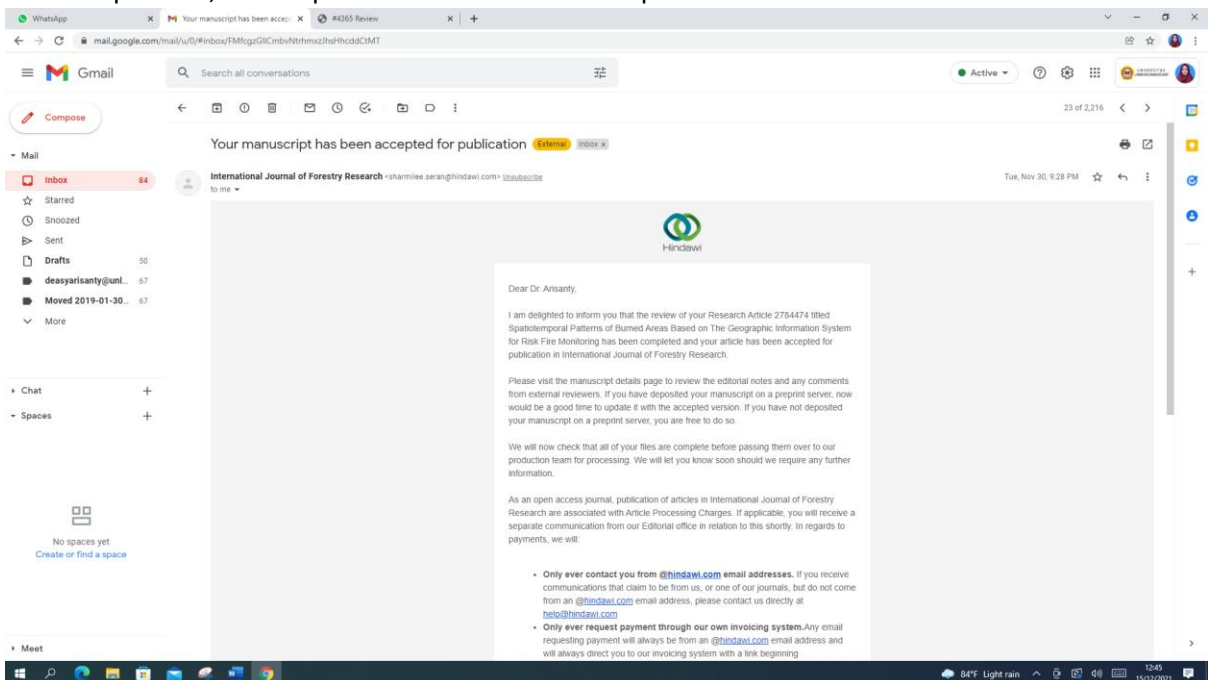 WhatsApp
Your manuscript has been accep
#4365 Review
mail.google.com/mail/u/0/#inbox/FMfcgzGllCmbvNtrhmxzJhsHhcddCtMT
Gmail
Search all conversations
Active
Compose
23 of 2,216
Mail
Inbox 84
Starred
Snoozed
Sent
Drafts 50
deasyarisanty@unl... 67
Moved 2019-01-30... 67
More
Chat
Spaces
No spaces yet
Create or find a space
Meet
Your manuscript has been accepted for publication External Inbox x
International Journal of Forestry Research <sharmilee.seran@hindawi.com> Unsubscribe
to me
Tue, Nov 30, 9:28 PM
Hindawi
Dear Dr. Arisanty,
I am delighted to inform you that the review of your Research Article 2784474 titled
Spatiotemporal Patterns of Burned Areas Based on The Geographic Information System
for Risk Fire Monitoring has been completed and your article has been accepted for
publication in International Journal of Forestry Research.
Please visit the manuscript details page to review the editorial notes and any comments
from external reviewers. If you have deposited your manuscript on a preprint server, now
would be a good time to update it with the accepted version. If you have not deposited
your manuscript on a preprint server, you are free to do so.
We will now check that all of your files are complete before passing them over to our
production team for processing. We will let you know soon should we require any further
information.
As an open access journal, publication of articles in International Journal of Forestry
Research are associated with Article Processing Charges. If applicable, you will receive a
separate communication from our Editorial office in relation to this shortly. In regards to
payments, we will:
• Only ever contact you from @hindawi.com email addresses. If you receive
communications that claim to be from us, or one of our journals, but do not come
from an @hindawi.com email address, please contact us directly at
help@hindawi.com
• Only ever request payment through our own invoicing system.Any email
requesting payment will always be from an @hindawi.com email address and
will always direct you to our invoicing system with a link beginning
84°F Light rain
12:45
15/12/2021